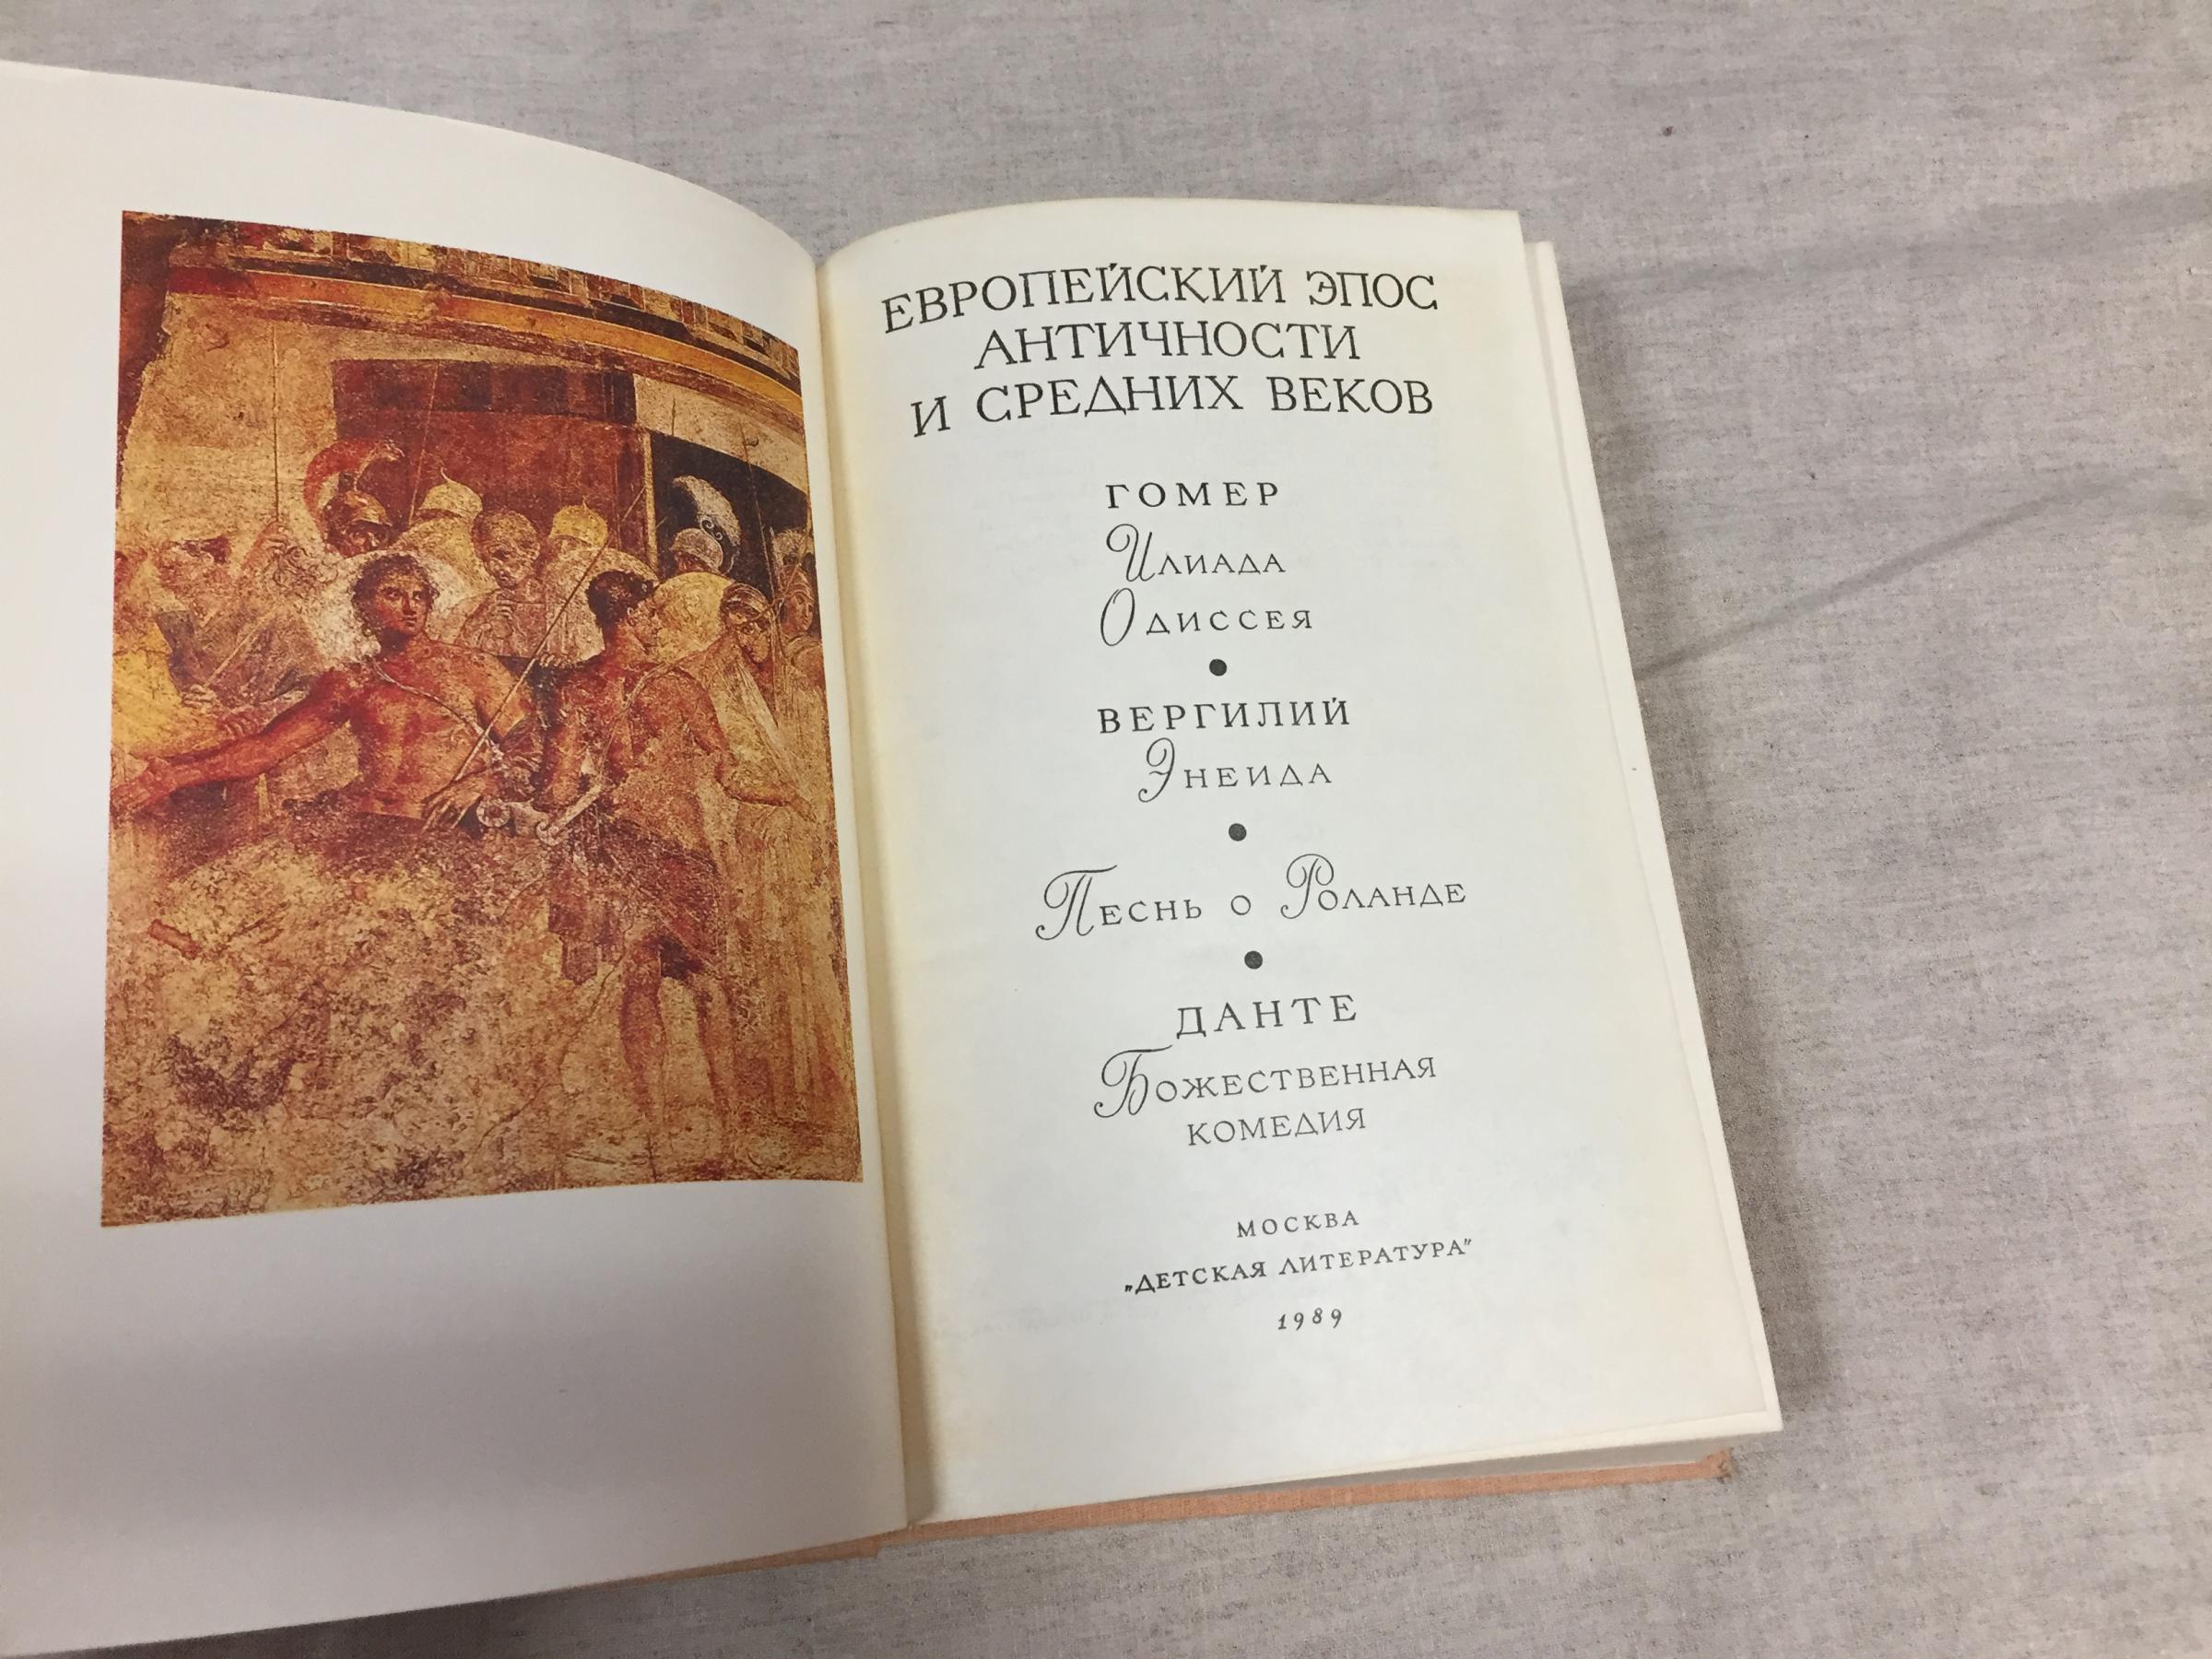 ЕВРОПЕЙСКИЙ ЭПОС
АНТИЧНОСТИ
И СРЕДНИХ ВЕКОВ
ГОМЕР
Илиада
Одиссея
ВЕРГИЛИЙ
Энеида
Песнь о Роланде
ДАНТЕ
Божественная
комедия
МОСКВА
„ДЕТСКАЯ ЛИТЕРАТУРА"
1989